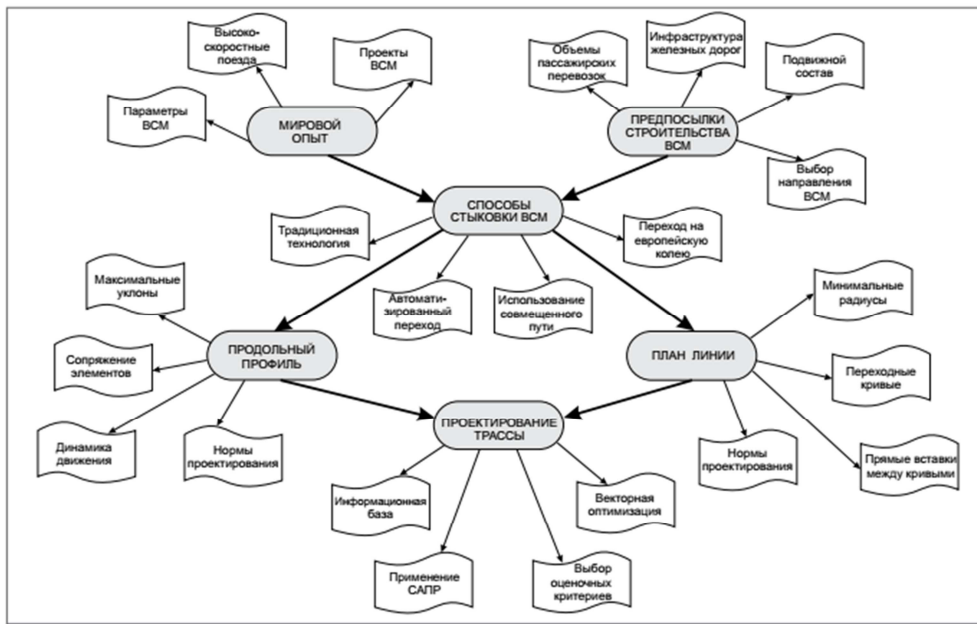 Высоко-
скоростные
поезда
Проекты
ВСМ
Параметры
ВСМ
МИРОВОЙ
ОПЫТ
Объемы
пассажирских
перевозок
Инфраструктура
железных дорог
Подвижной
состав
ПРЕДПОСЫЛКИ
СТРОИТЕЛЬСТВА
ВСМ
Выбор
направления
ВСМ
СПОСОБЫ
СТЫКОВКИ ВСМ
Традиционная
технология
Переход на
европейскую
колею
Автомати-
зированный
переход
Использование
совмещенного
пути
Максимальные
уклоны
Сопряжение
элементов
ПРОДОЛЬНЫЙ
ПРОФИЛЬ
Динамика
движения
Нормы
проектирования
ПЛАН ЛИНИИ
Минимальные
радиусы
Переходные
кривые
Нормы
проектирования
Прямые вставки
между кривыми
ПРОЕКТИРОВАНИЕ
ТРАССЫ
Информационная
база
Векторная
оптимизация
Применение
САПР
Выбор
оценочных
критериев